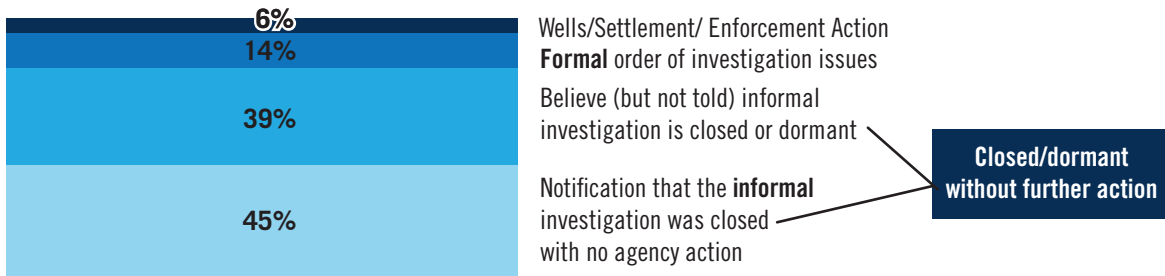 6%
Wells/Settlement/ Enforcement Action
14%
Formal order of investigation issues
39%
Believe (but not told) informal
investigation is closed or dormant
45%
Notification that the informal
investigation was closed
with no agency action
Closed/dormant
without further action